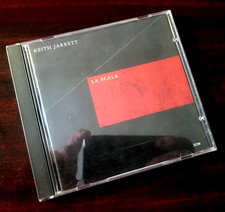 KEITH JARRETT
LA SCALA
ECM